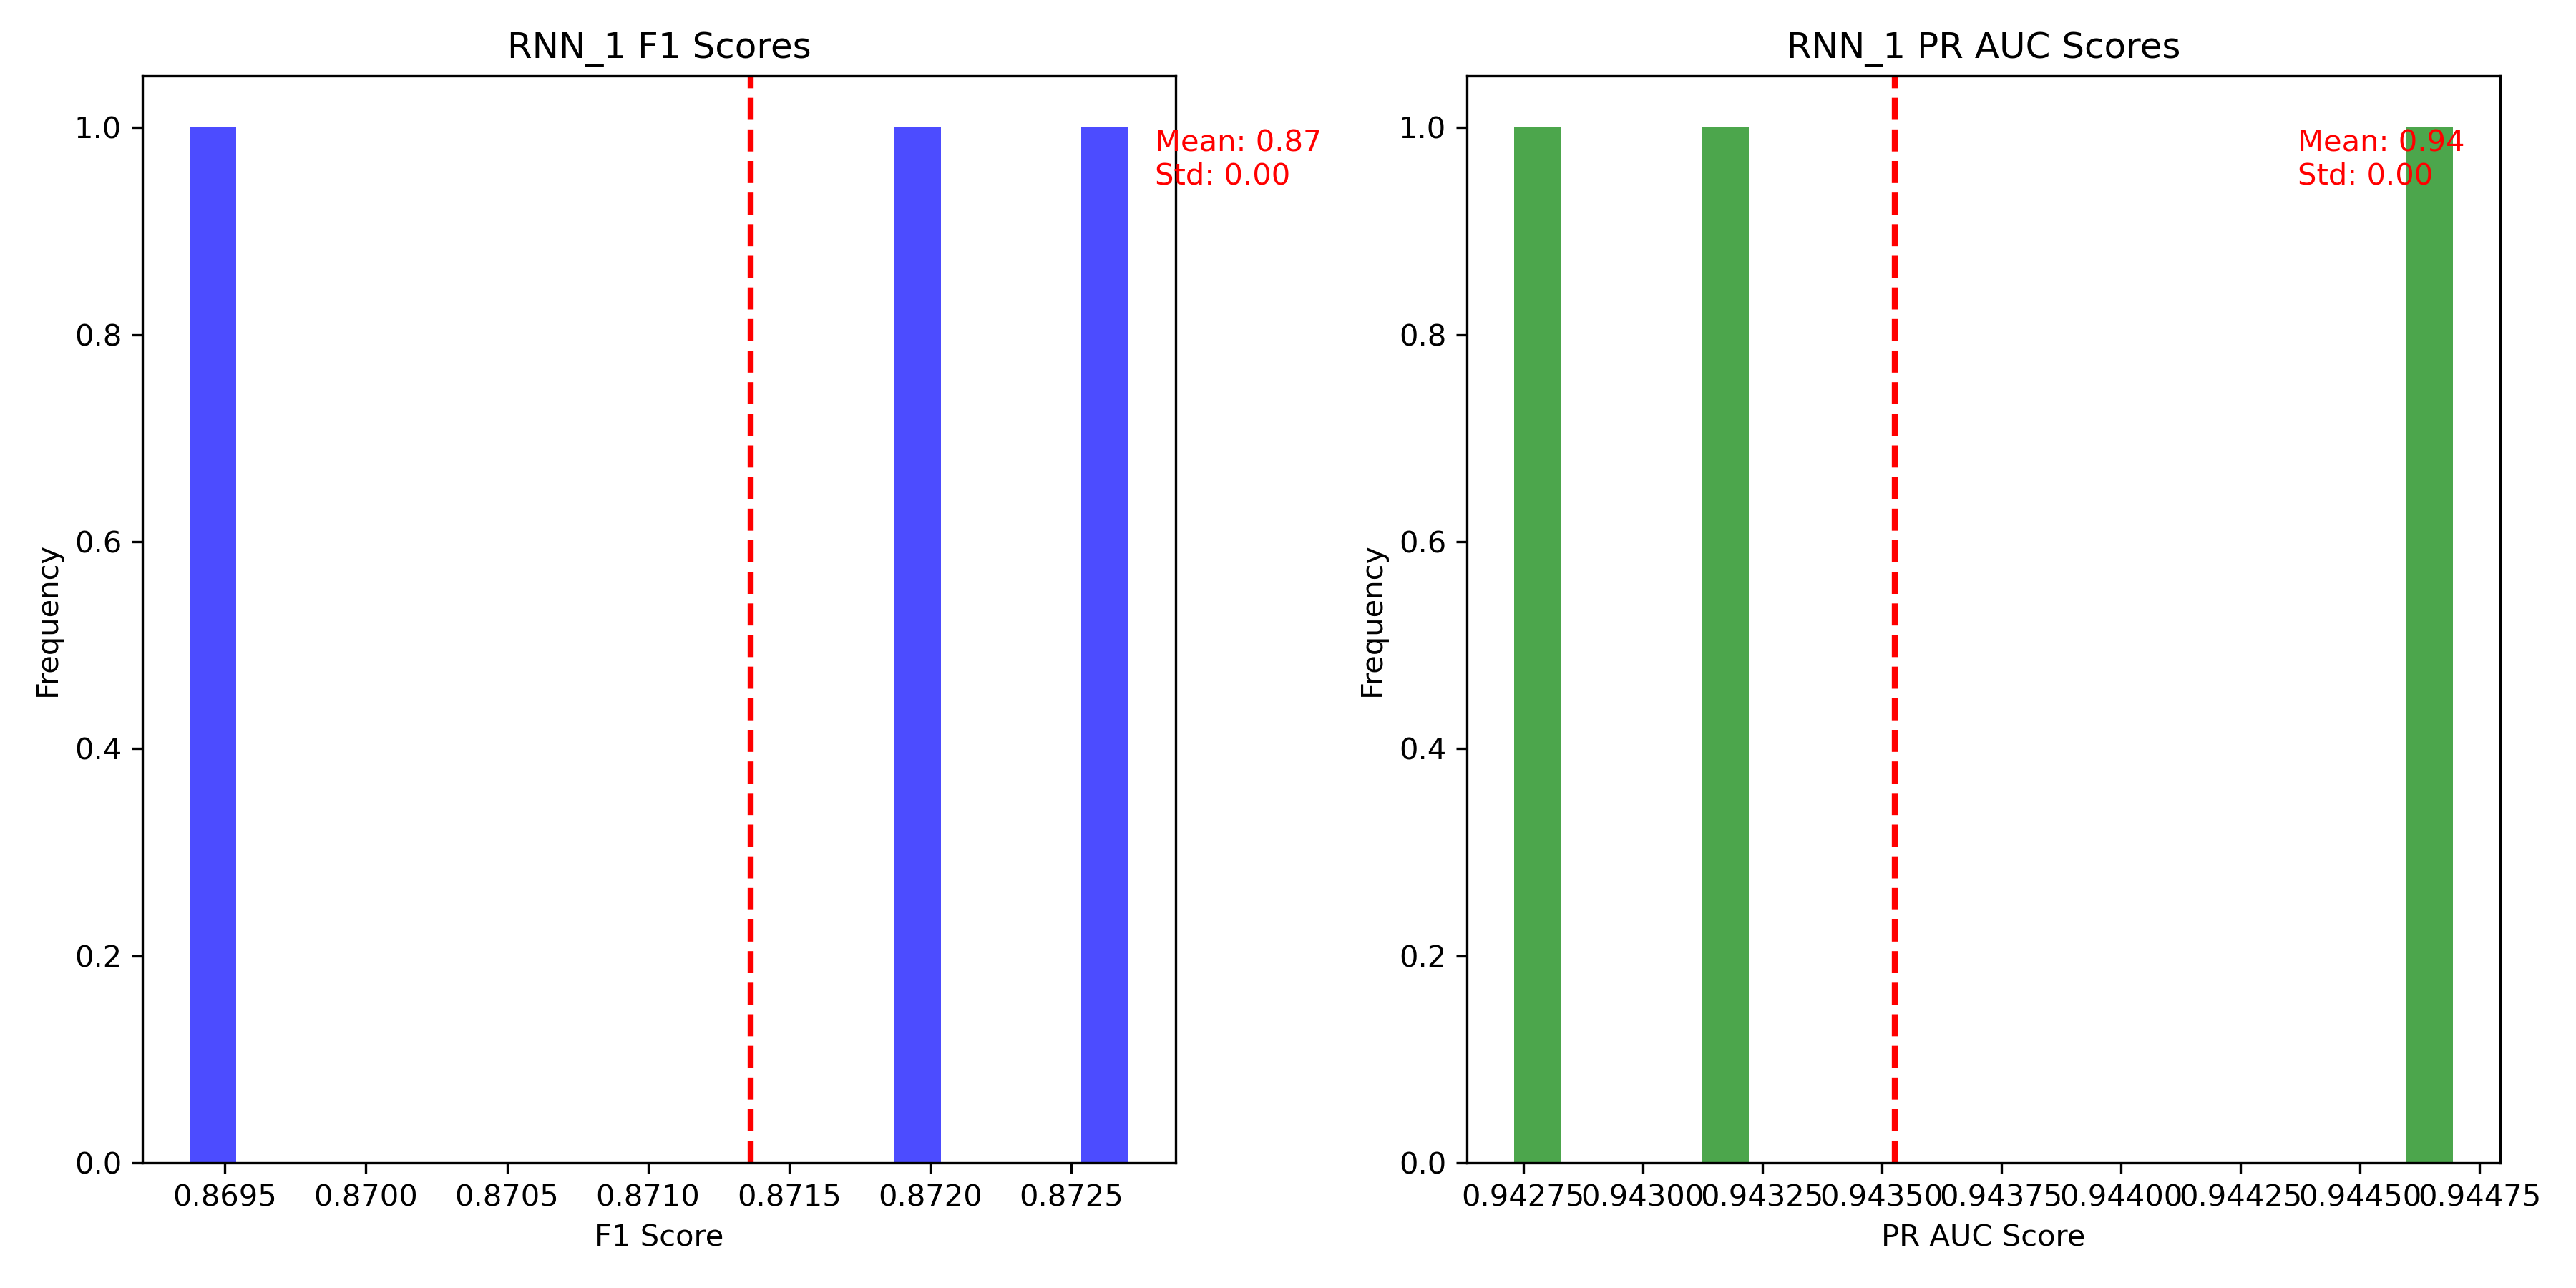 RNN_1 F1 Scores
Mean: 0.87
Std: 0.00
1.0
0.8
0.6
0.4
0.2
0.0
Frequency
0.8695 0.8700 0.8705 0.8710 0.8715 0.8720 0.8725
F1 Score
RNN_1 PR AUC Scores
Mean: 0.94
Std: 0.00
1.0
0.8
0.6
0.4
0.2
0.0
Frequency
0.94275 0.94300 0.94325 0.94350 0.94375 0.94400 0.94425 0.94450 0.94475
PR AUC Score